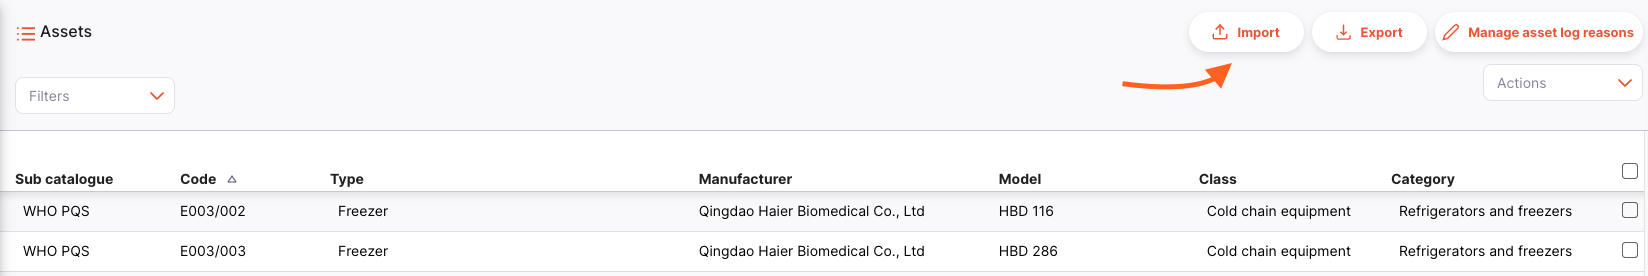 Assets
Import
Export
Manage asset log reasons
Filters
Actions
Sub catalogue Code Type Manufacturer Model Class Category
WHO PQS E003/002 Freezer Qingdao Haier Biomedical Co., Ltd HBD 116 Cold chain equipment Refrigerators and freezers
WHO PQS E003/003 Freezer Qingdao Haier Biomedical Co., Ltd HBD 286 Cold chain equipment Refrigerators and freezers